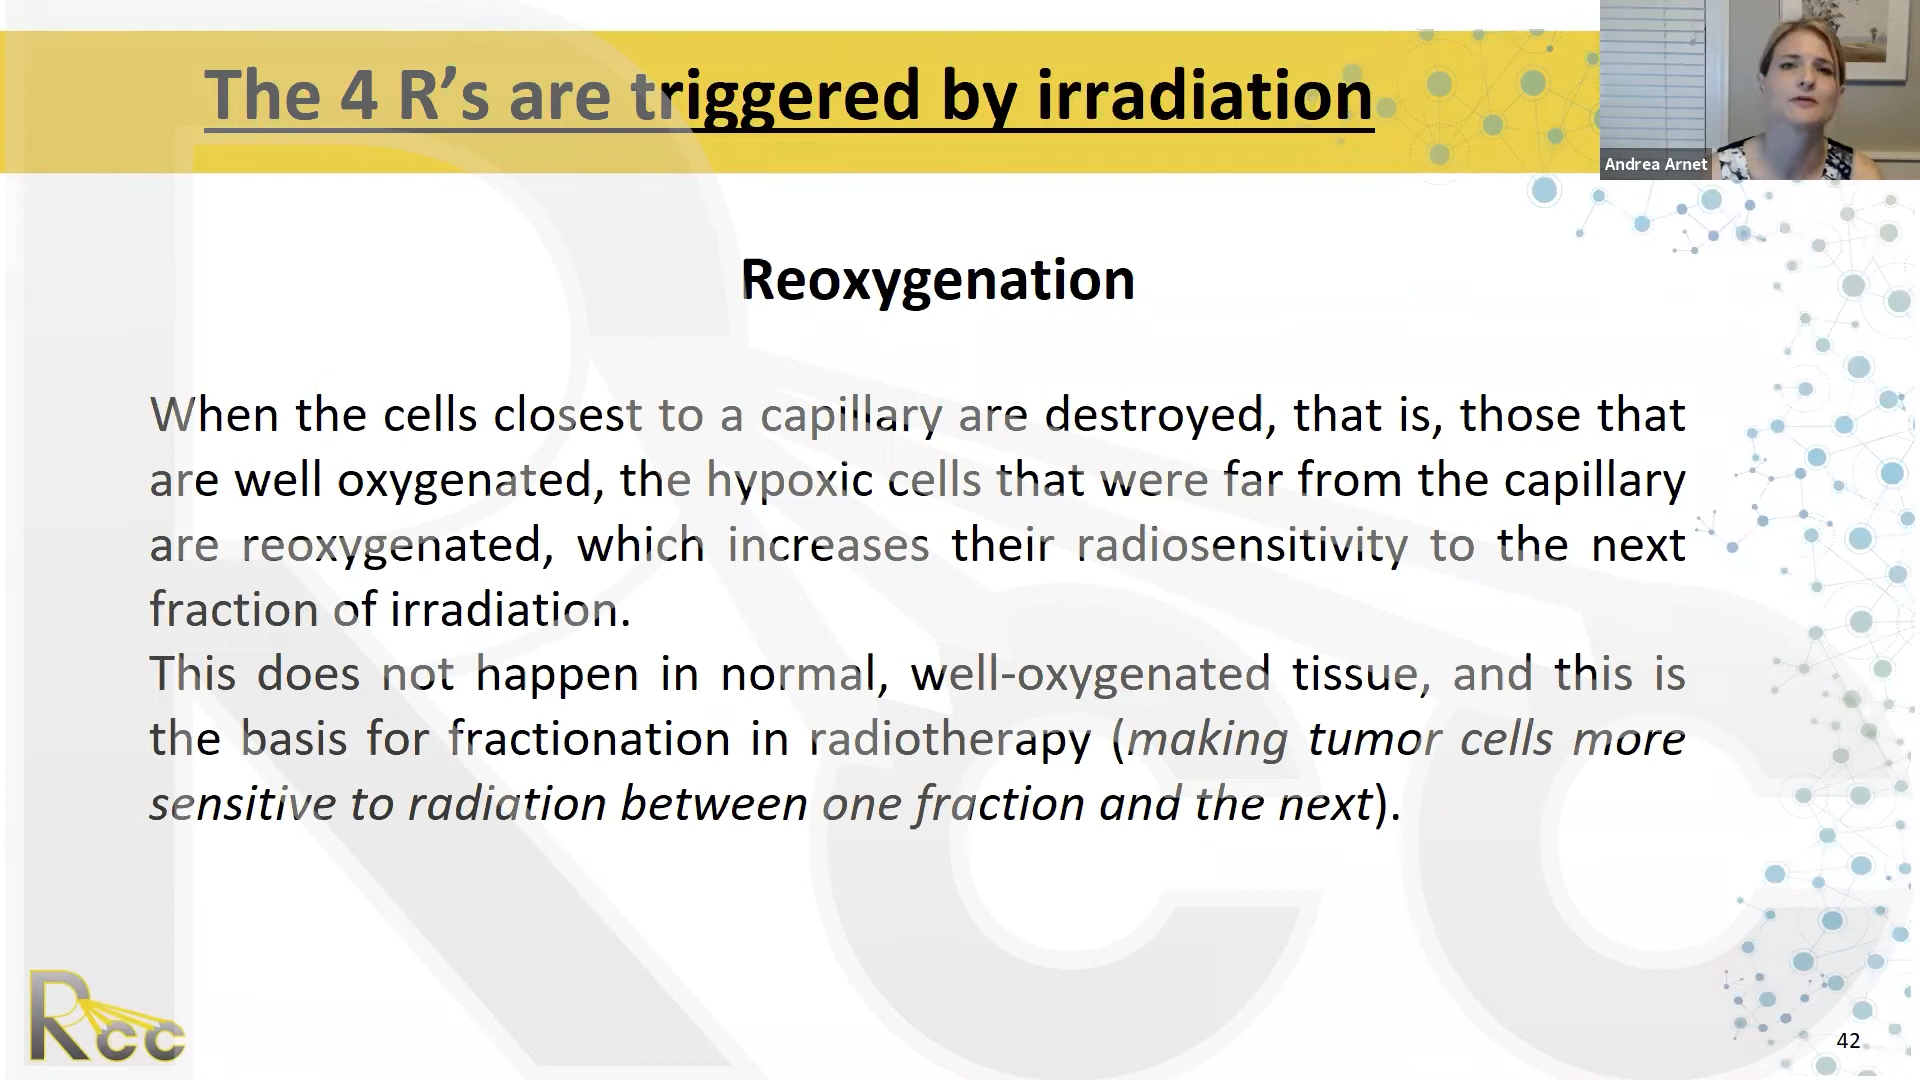 The 4 R’s are triggered by irradiation
Andrea Arnet
Reoxygenation
When the cells closest to a capillary are destroyed, that is, those that
are well oxygenated, the hypoxic cells that were far from the capillary
are reoxygenated, which increases their radiosensitivity to the next
fraction of irradiation.
This does not happen in normal, well-oxygenated tissue, and this is
the basis for fractionation in radiotherapy (making tumor cells more
sensitive to radiation between one fraction and the next).
Rcc
42